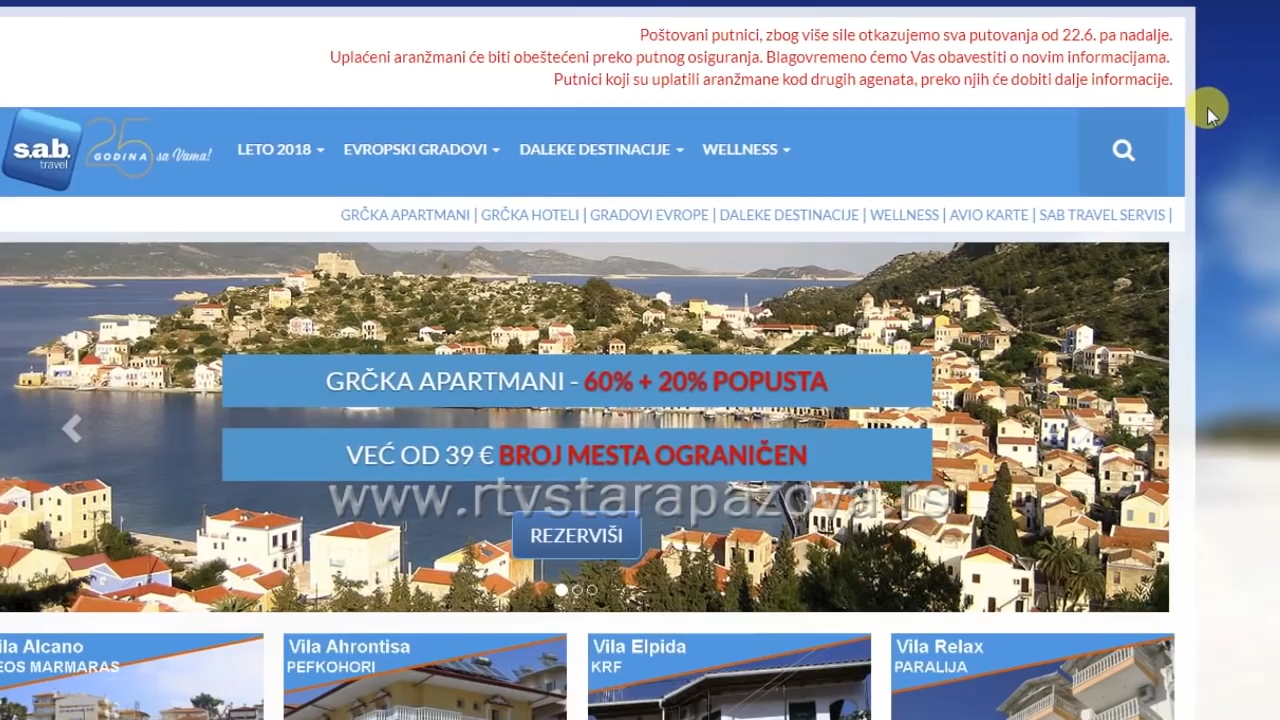 Poštovani putnici, zbog više sile otkazujemo sva putovanja od 22.6. pa nadalje.
Uplaćeni aranžmani će biti obeštećeni preko putnog osiguranja. Blagovremeno ćemo Vas obavestiti o novim informacijama.
Putnici koji su uplatili aranžmane kod drugih agenata, preko njih će dobiti dalje informacije.
s.a.b. travel
25 GODINA sa Vama!
LETO 2018 EVROPSKI GRADOVI DALEKE DESTINACIJE WELLNESS
GRČKA APARTMANI | GRČKA HOTELI | GRADOVI EVROPE | DALEKE DESTINACIJE | WELLNESS | AVIO KARTE | SAB TRAVEL SERVIS |
GRČKA APARTMANI - 60% + 20% POPUSTA
VEĆ OD 39 € BROJ MESTA OGRANIČEN
www.rtvstarapazova.rs
REZERVIŠI
ila Alcano Vila Ahrontisa Vila Elpida Vila Relax
EOS MARMARAS PEFKOHORI KRF PARALIJA